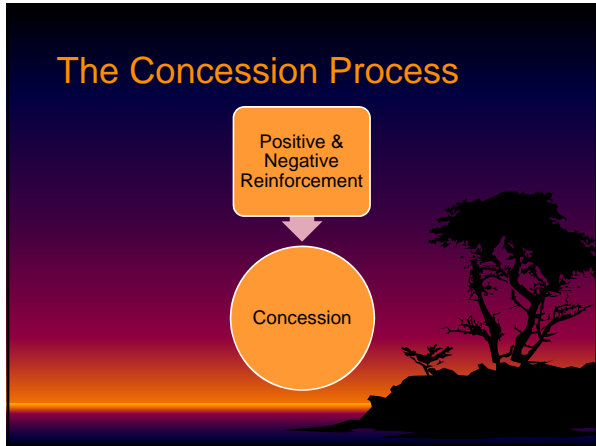 The Concession Process
Positive &
Negative
Reinforcement
Concession